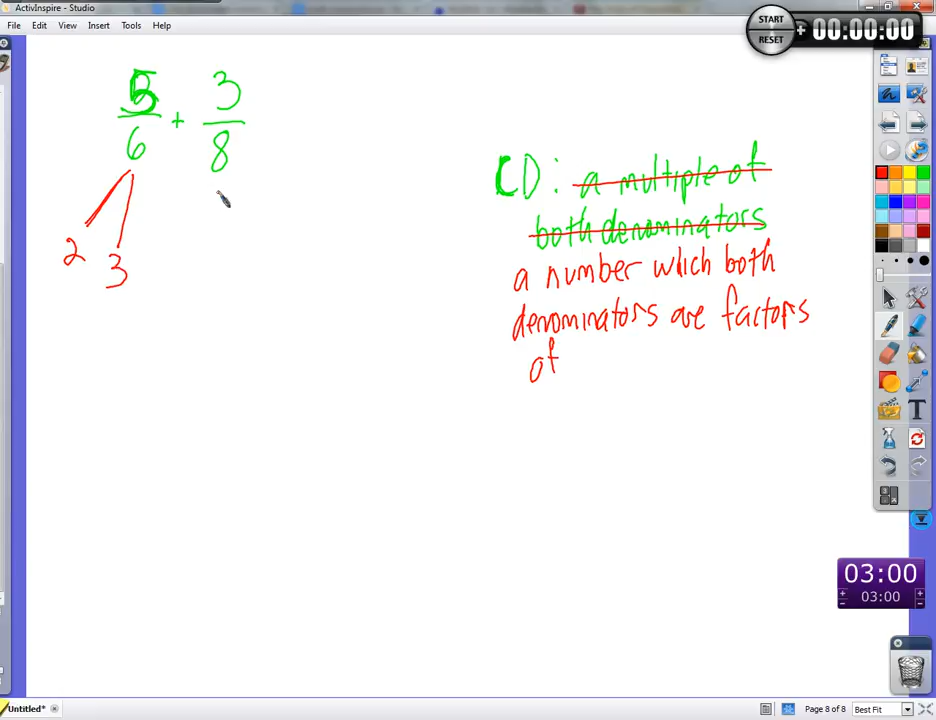 ActivInspire - Studio
File Edit View Insert Tools Help
START
RESET
00:00:00
5/6 + 3/8
2 3
CD: a multiple of
both denominators
a number which both
denominators are factors
of
03:00
03:00
Untitled*
Page 8 of 8
Best Fit